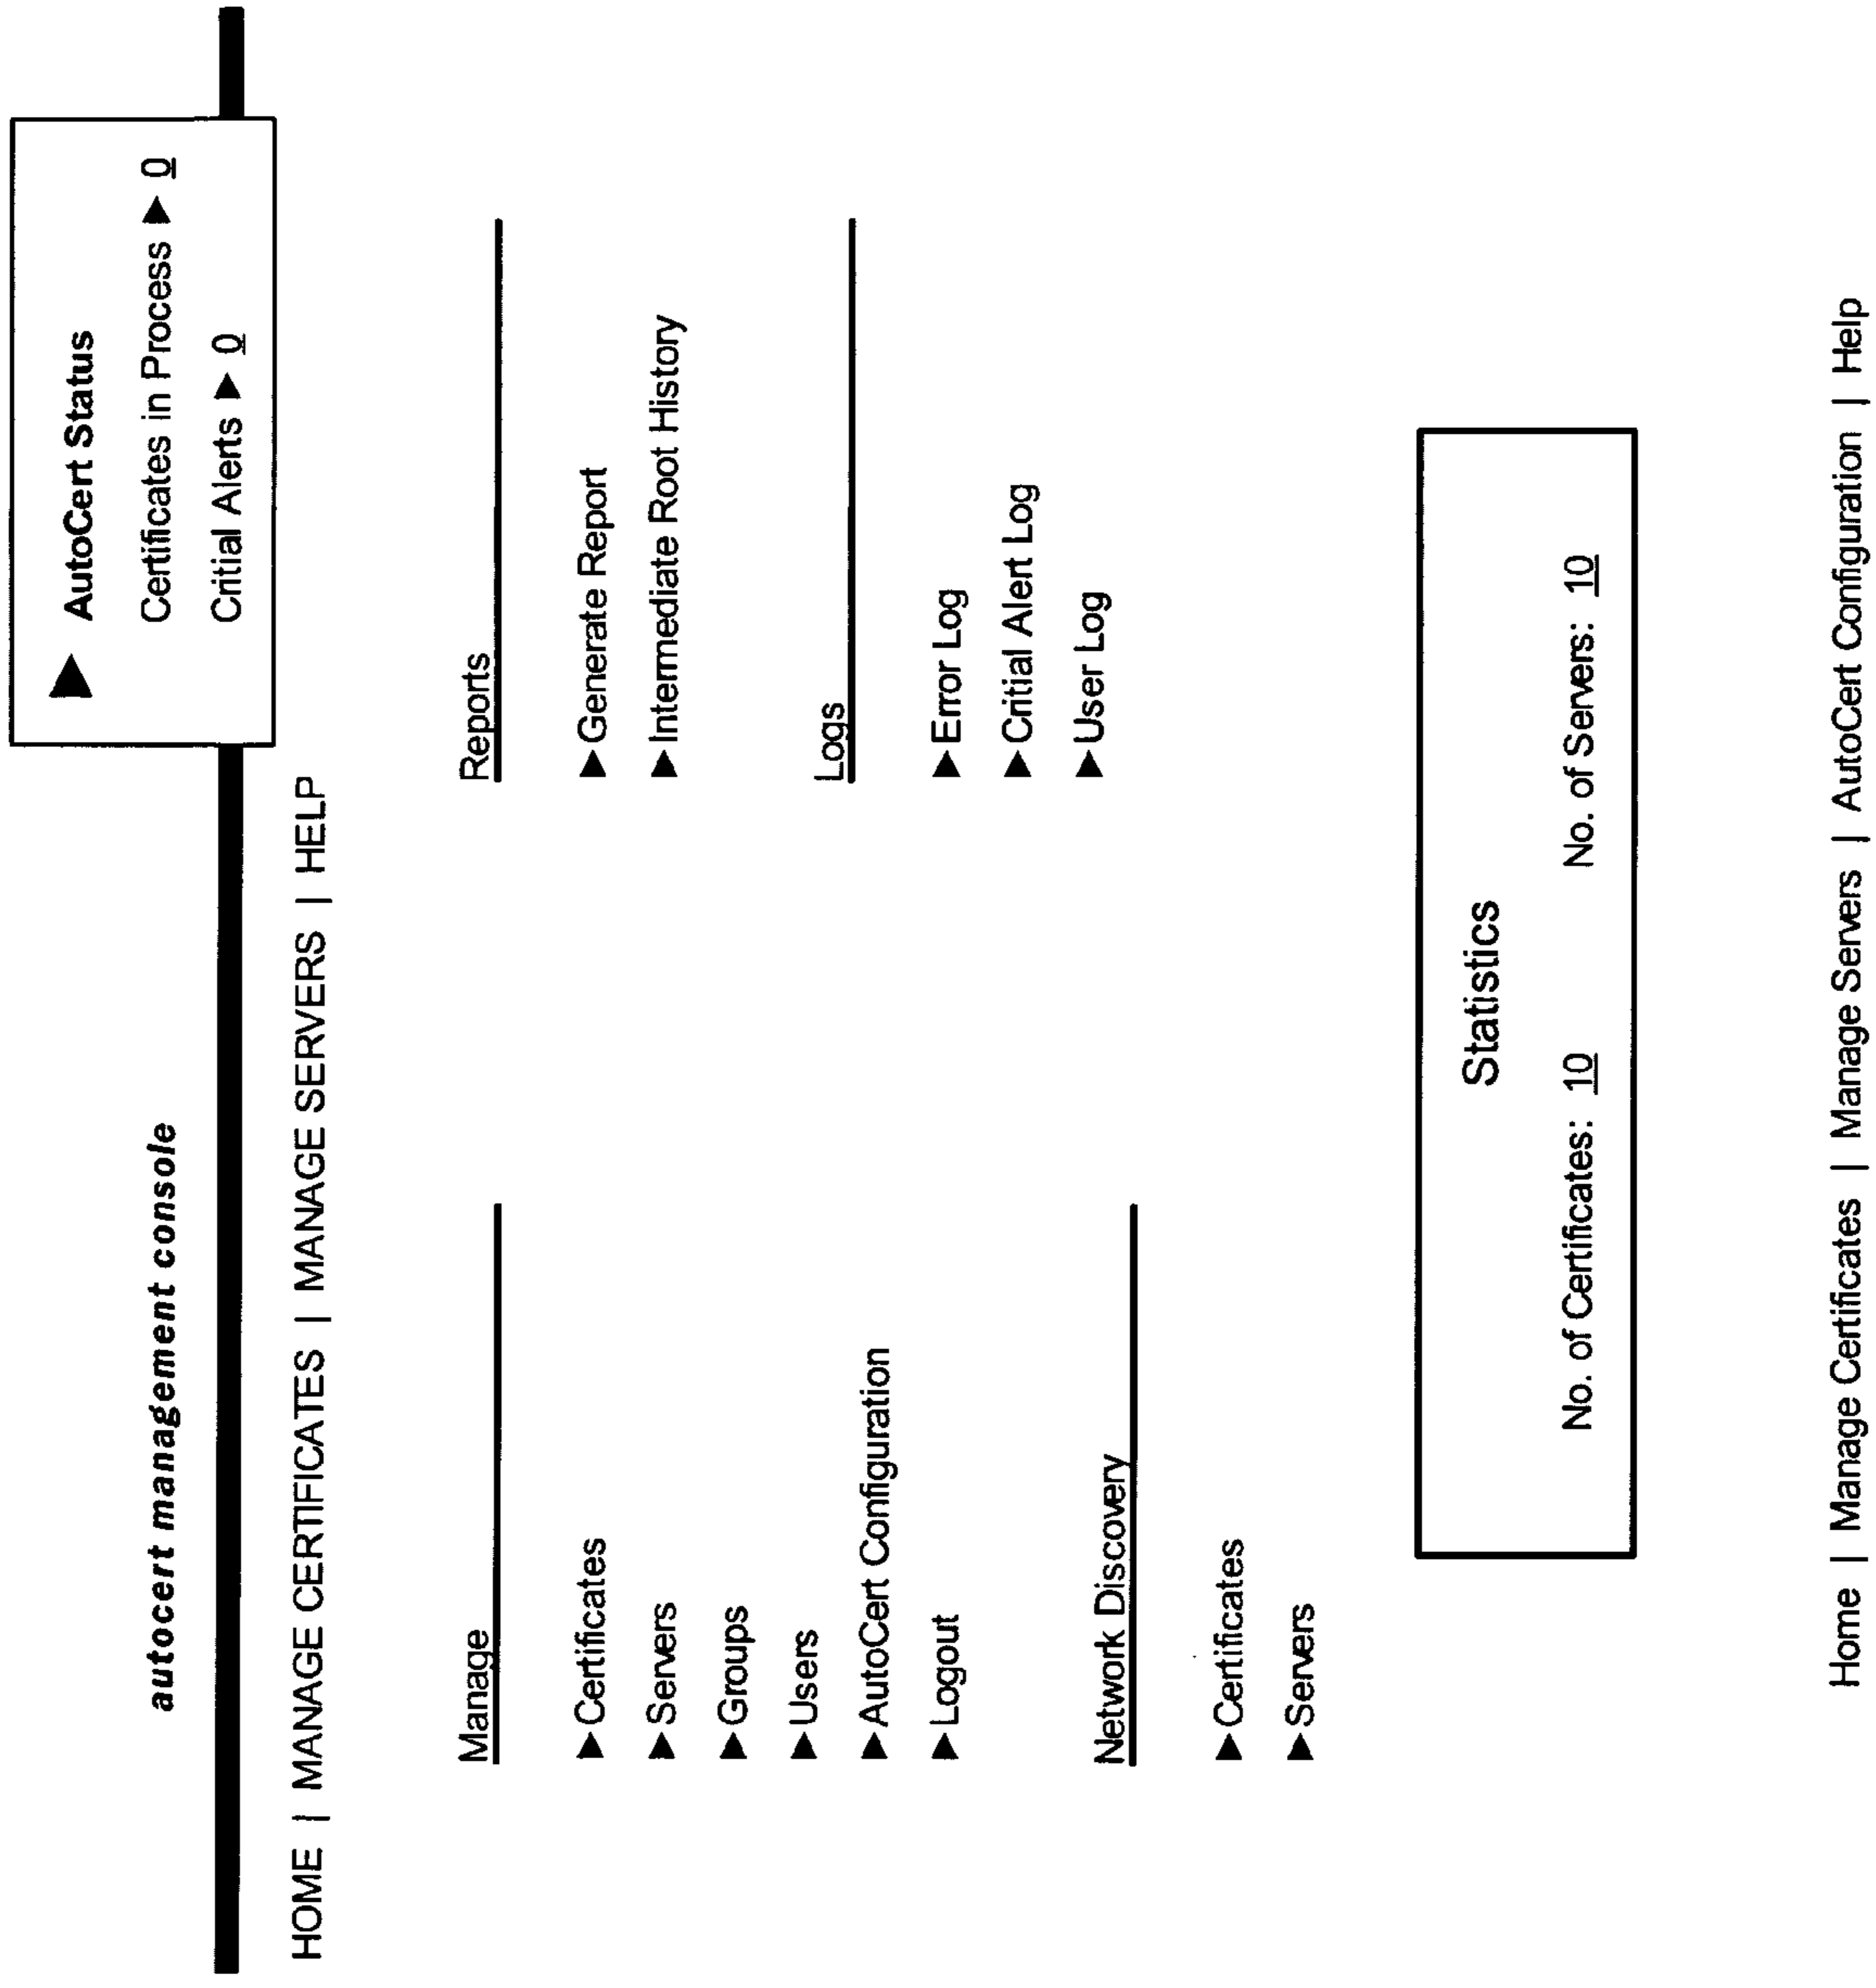 autocert management console
▶ AutoCert Status
Certificates in Process ▶ 0
Critial Alerts ▶ 0
HOME | MANAGE CERTIFICATES | MANAGE SERVERS | HELP
Manage
▶Certificates
▶Servers
▶Groups
▶Users
▶AutoCert Configuration
▶Logout
Network Discovery
▶Certificates
▶Servers
Reports
▶Generate Report
▶Intermediate Root History
Logs
▶Error Log
▶Critial Alert Log
▶User Log
Statistics
No. of Certificates: 10 No. of Servers: 10
Home | Manage Certificates | Manage Servers | AutoCert Configuration | Help